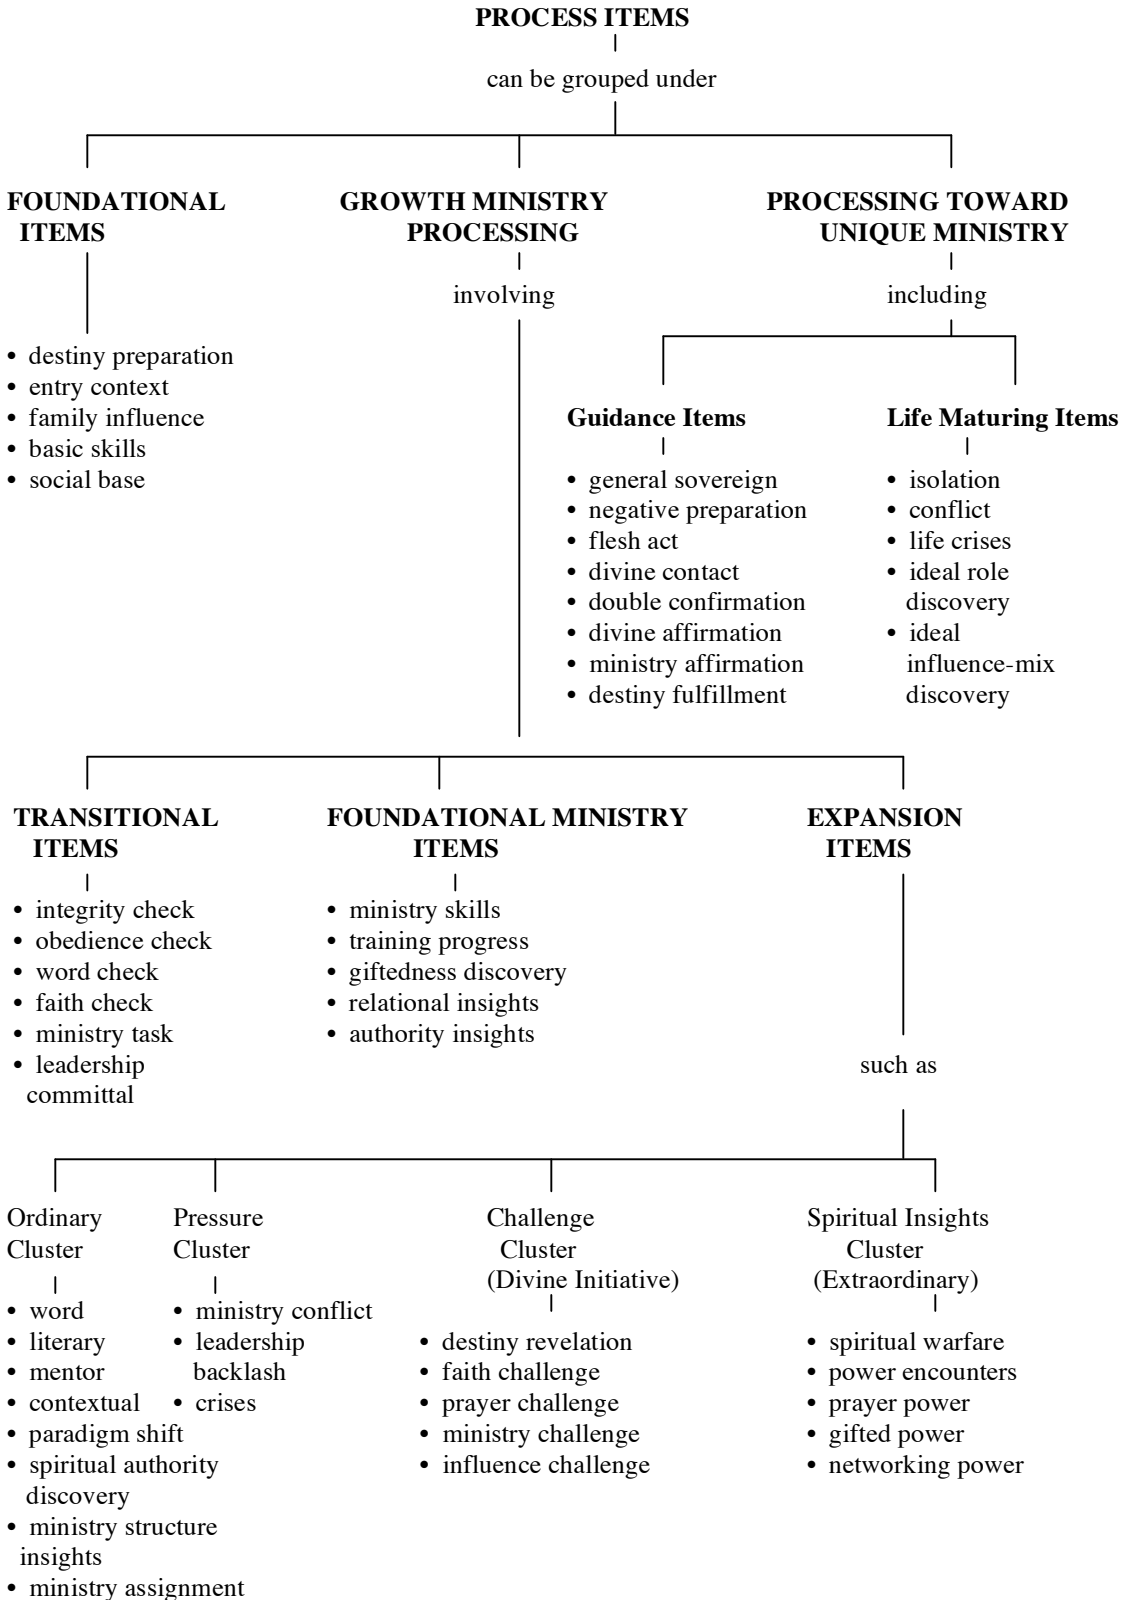 PROCESS ITEMS
can be grouped under
FOUNDATIONAL
ITEMS
GROWTH MINISTRY
PROCESSING
PROCESSING TOWARD
UNIQUE MINISTRY
involving
including
• destiny preparation
• entry context
• family influence
• basic skills
• social base
Guidance Items
• general sovereign
• negative preparation
• flesh act
• divine contact
• double confirmation
• divine affirmation
• ministry affirmation
• destiny fulfillment
Life Maturing Items
• isolation
• conflict
• life crises
• ideal role
discovery
• ideal
influence-mix
discovery
TRANSITIONAL
ITEMS
• integrity check
• obedience check
• word check
• faith check
• ministry task
• leadership
committal
FOUNDATIONAL MINISTRY
ITEMS
• ministry skills
• training progress
• giftedness discovery
• relational insights
• authority insights
EXPANSION
ITEMS
such as
Ordinary
Cluster
• word
• literary
• mentor
• contextual
• paradigm shift
• spiritual authority
discovery
• ministry structure
insights
• ministry assignment
Pressure
Cluster
• ministry conflict
• leadership
backlash
• crises
Challenge
Cluster
(Divine Initiative)
• destiny revelation
• faith challenge
• prayer challenge
• ministry challenge
• influence challenge
Spiritual Insights
Cluster
(Extraordinary)
• spiritual warfare
• power encounters
• prayer power
• gifted power
• networking power